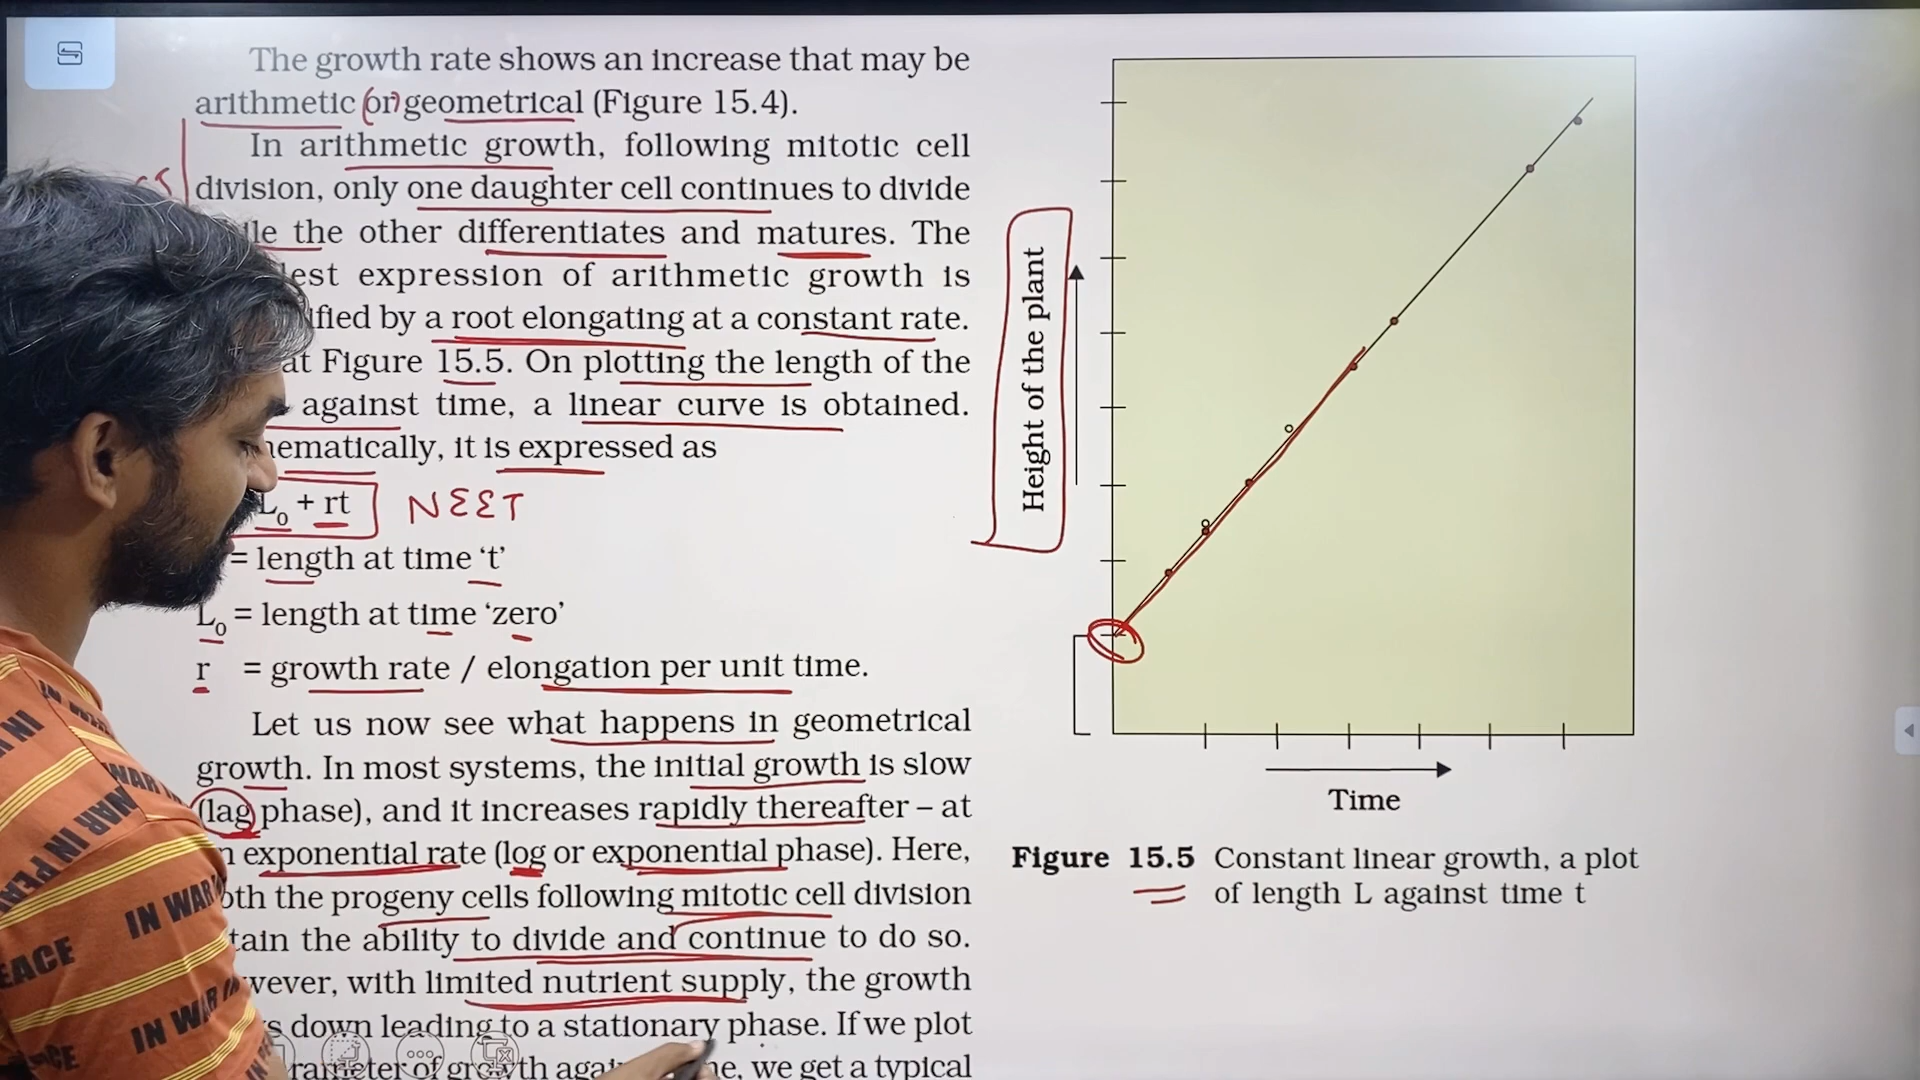 The growth rate shows an increase that may be
arithmetic or geometrical (Figure 15.4).
In arithmetic growth, following mitotic cell
division, only one daughter cell continues to divide
the other differentiates and matures. The
expression of arithmetic growth is
by a root elongating at a constant rate.
at Figure 15.5. On plotting the length of the
against time, a linear curve is obtained.
it is expressed as
L0 + rt NEET
= length at time ‘t’
L0 = length at time ‘zero’
r = growth rate / elongation per unit time.
Let us now see what happens in geometrical
growth. In most systems, the initial growth is slow
(lag phase), and it increases rapidly thereafter – at
exponential rate (log or exponential phase). Here,
the progeny cells following mitotic cell division
the ability to divide and continue to do so.
with limited nutrient supply, the growth
down leading to a stationary phase. If we plot
of growth we get a typical
Height of the plant
Time
Figure 15.5 Constant linear growth, a plot
of length L against time t
IN WAR
IN WAR
EACE